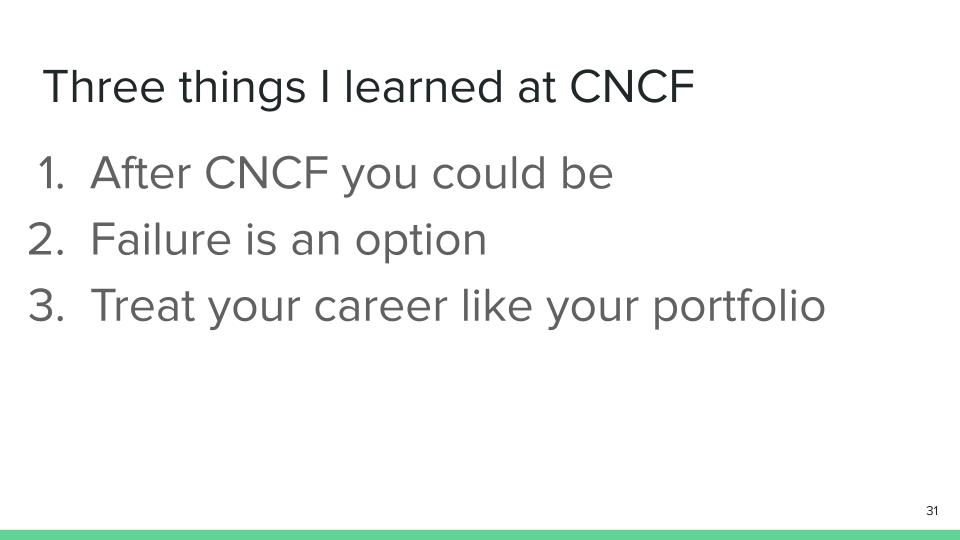 Three things I learned at CNCF
1. After CNCF you could be
2. Failure is an option
3. Treat your career like your portfolio
31